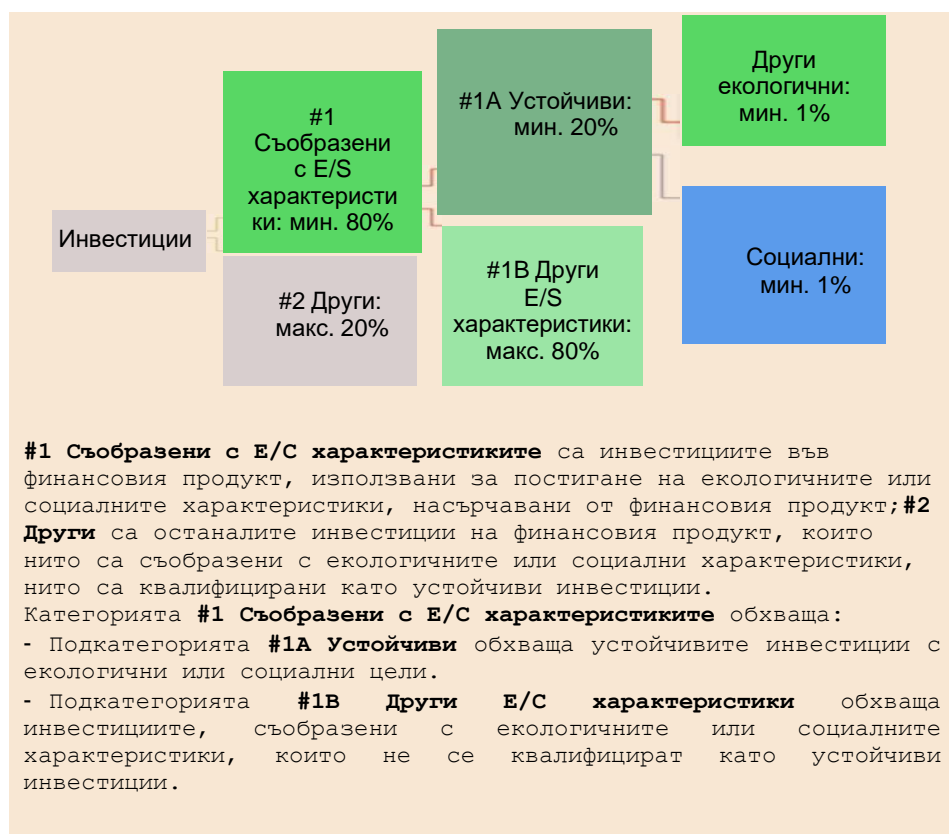 Инвестиции
#1
Съобразени
с E/S
характеристи
ки: мин. 80%
#2 Други:
макс. 20%
#1A Устойчиви:
мин. 20%
#1B Други
E/S
характеристики:
макс. 80%
Други
екологични:
мин. 1%
Социални:
мин. 1%
#1 Съобразени с Е/С характеристиките са инвестициите във
финансовия продукт, използвани за постигане на екологичните или
социалните характеристики, насърчавани от финансовия продукт;#2
Други са останалите инвестиции на финансовия продукт, които
нито са съобразени с екологичните или социални характеристики,
нито са квалифицирани като устойчиви инвестиции.
Категорията #1 Съобразени с Е/С характеристиките обхваща:
- Подкатегорията #1А Устойчиви обхваща устойчивите инвестиции с
екологични или социални цели.
- Подкатегорията #1В Други Е/С характеристики обхваща
инвестициите, съобразени с екологичните или социалните
характеристики, които не се квалифицират като устойчиви
инвестиции.